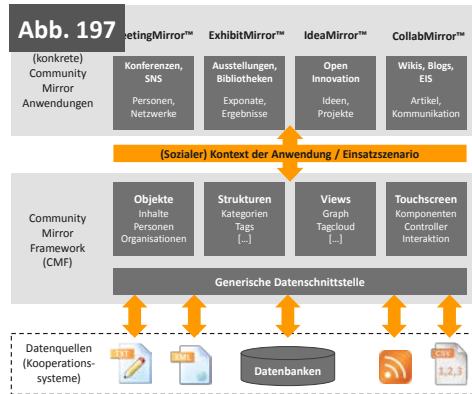 Abb. 197
eetingMirror™
ExhibitMirror™
IdeaMirror™
CollabMirror™
(konkrete)
Community
Mirror
Anwendungen
Konferenzen,
SNS
Personen,
Netzwerke
Ausstellungen,
Bibliotheken
Exponate,
Ergebnisse
Open
Innovation
Ideen,
Projekte
Wikis, Blogs,
EIS
Artikel,
Kommunikation
(Sozialer) Kontext der Anwendung / Einsatzszenario
Community
Mirror
Framework
(CMF)
Objekte
Inhalte
Personen
Organisationen
Strukturen
Kategorien
Tags
[...]
Views
Graph
Tagcloud
[...]
Touchscreen
Komponenten
Controller
Interaktion
Generische Datenschnittstelle
Datenquellen
(Kooperations-
systeme)
TXT
XML
Datenbanken
CSV
1,2,3